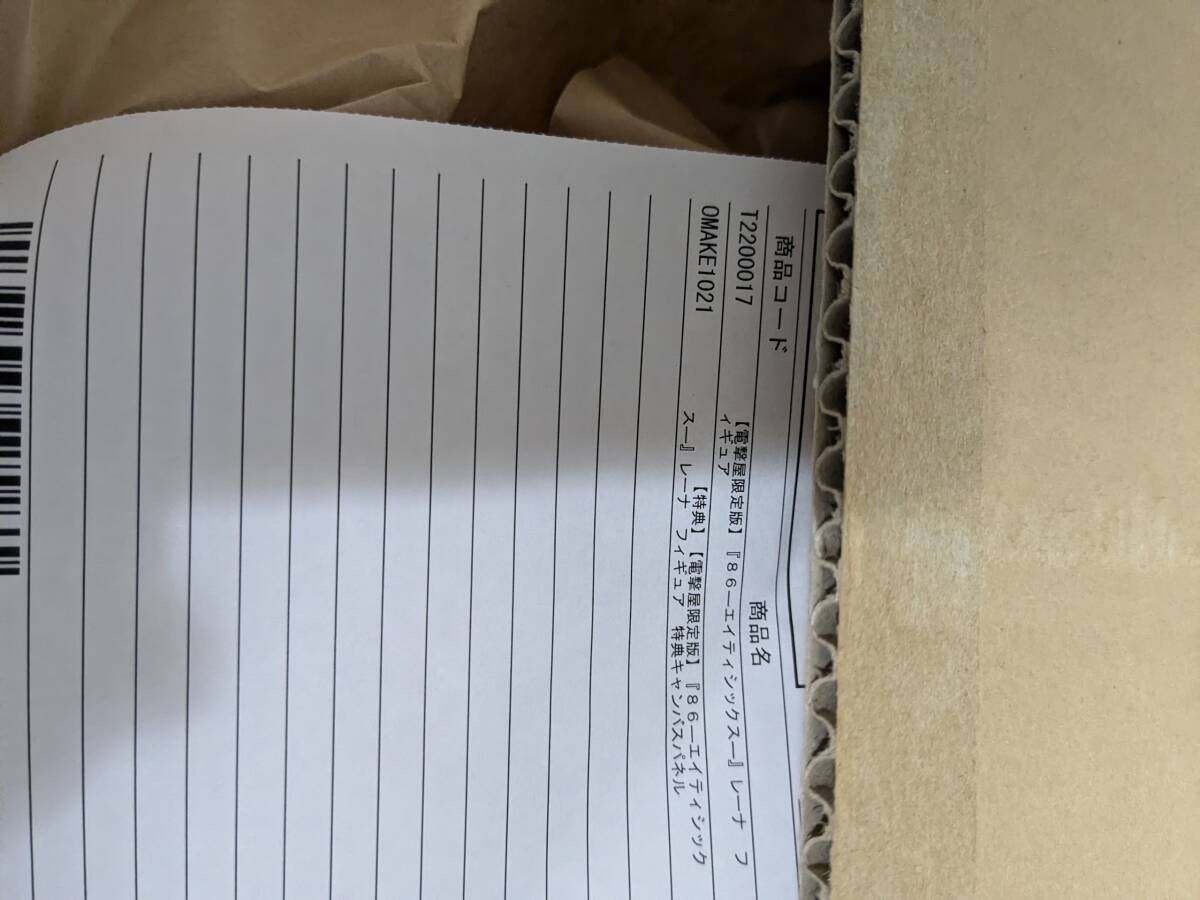 商品コード
商品名
T2200017
【電撃屋限定版】『８６―エイティシックス―』レーナ フ
ィギュア
OMAKE1021
【特典】【電撃屋限定版】『８６―エイティシック
ス―』レーナ フィギュア 特典キャンバスパネル